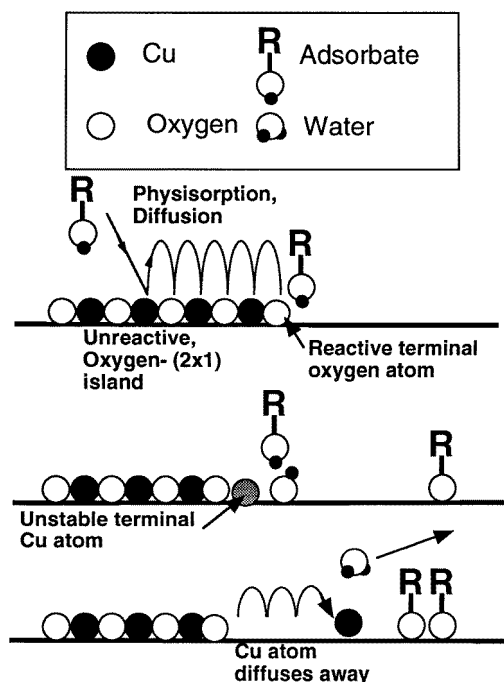 R
Cu
Adsorbate
Oxygen
Water
R
Physisorption,
Diffusion
R
Unreactive,
Oxygen- (2x1)
island
Reactive terminal
oxygen atom
R
R
Unstable terminal
Cu atom
R R
Cu atom
diffuses away